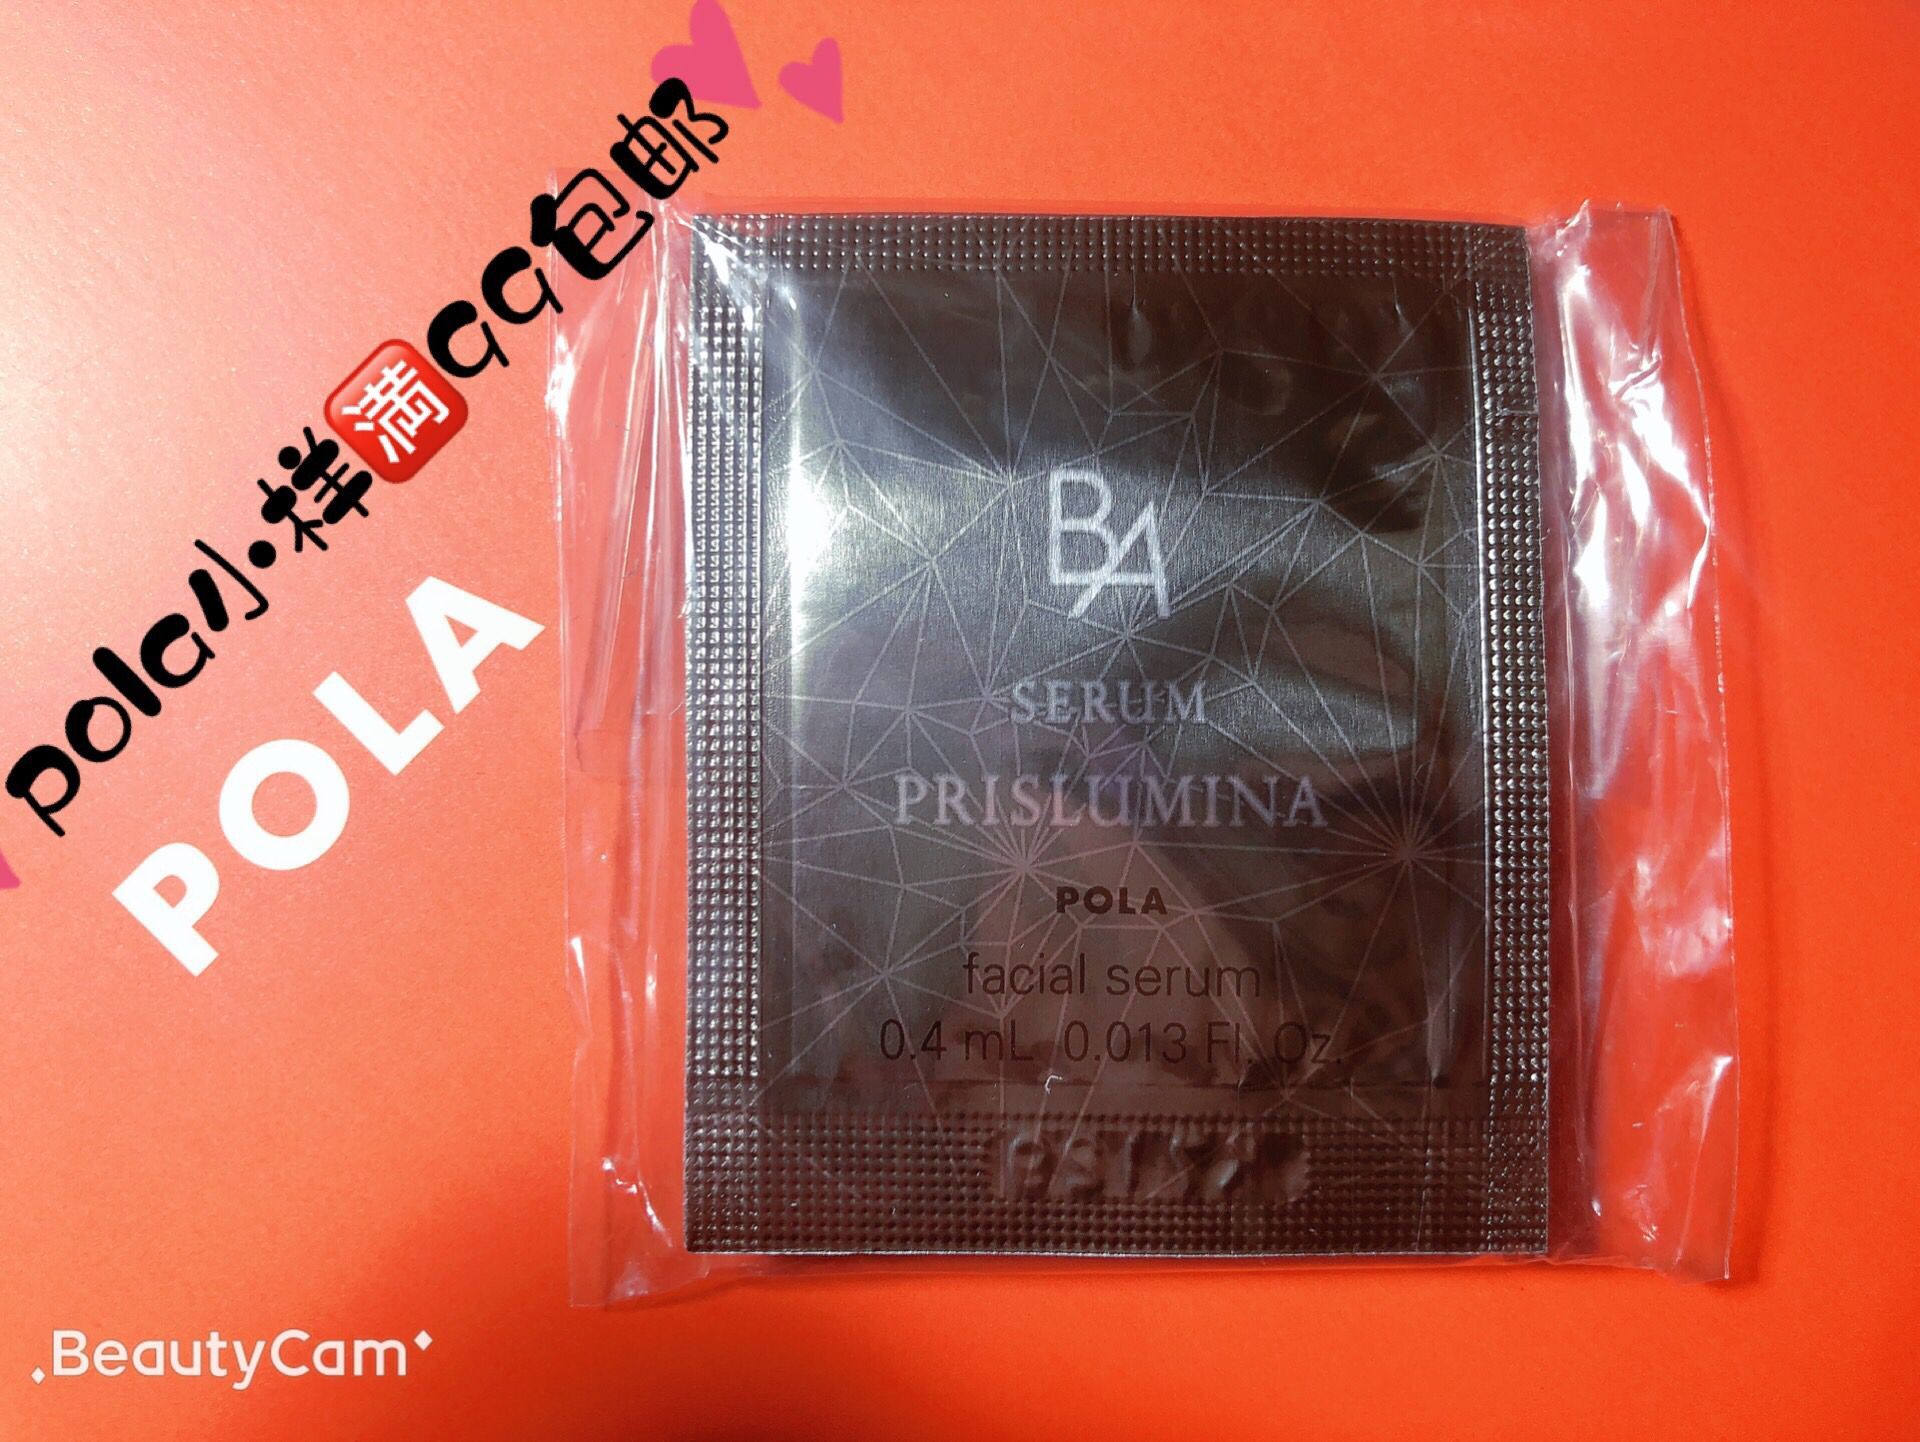 pola小样满99包邮
POLA
BA
SERUM
PRISLUMINA
POLA
facial serum
0.4 mL 0.013 Fl. Oz.
BeautyCam